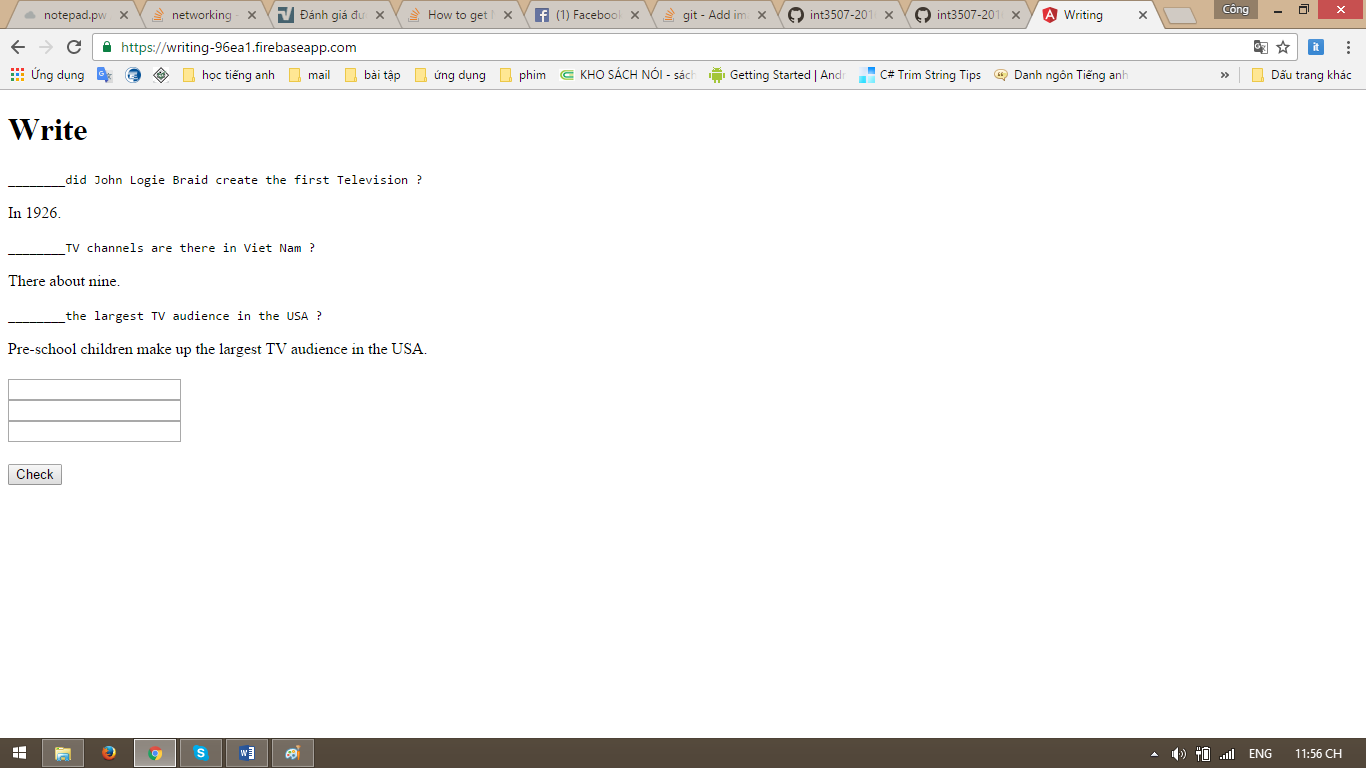 notepad.pw
networking -
Đánh giá đư
How to get
(1) Facebook
git - Add im
int3507-201
int3507-201
Writing
Công
https://writing-96ea1.firebaseapp.com
Ứng dụng
học tiếng anh
mail
bài tập
ứng dụng
phim
KHO SÁCH NÓI - sác
Getting Started | And
C# Trim String Tips
Danh ngôn Tiếng anh
»
Dấu trang khác
Write
________did John Logie Braid create the first Television ?
In 1926.
________TV channels are there in Viet Nam ?
There about nine.
________the largest TV audience in the USA ?
Pre-school children make up the largest TV audience in the USA.
Check
ENG
11:56 CH